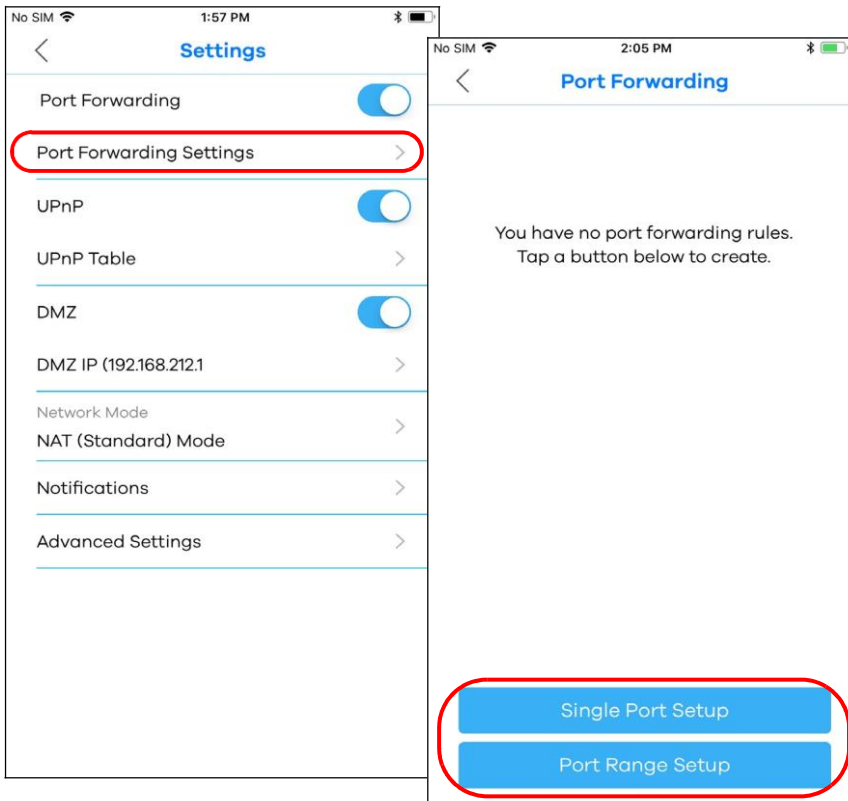 No SIM 1:57 PM
Settings
Port Forwarding
Port Forwarding Settings
UPnP
UPnP Table
DMZ
DMZ IP (192.168.212.1
Network Mode
NAT (Standard) Mode
Notifications
Advanced Settings
No SIM 2:05 PM
Port Forwarding
You have no port forwarding rules.
Tap a button below to create.
Single Port Setup
Port Range Setup